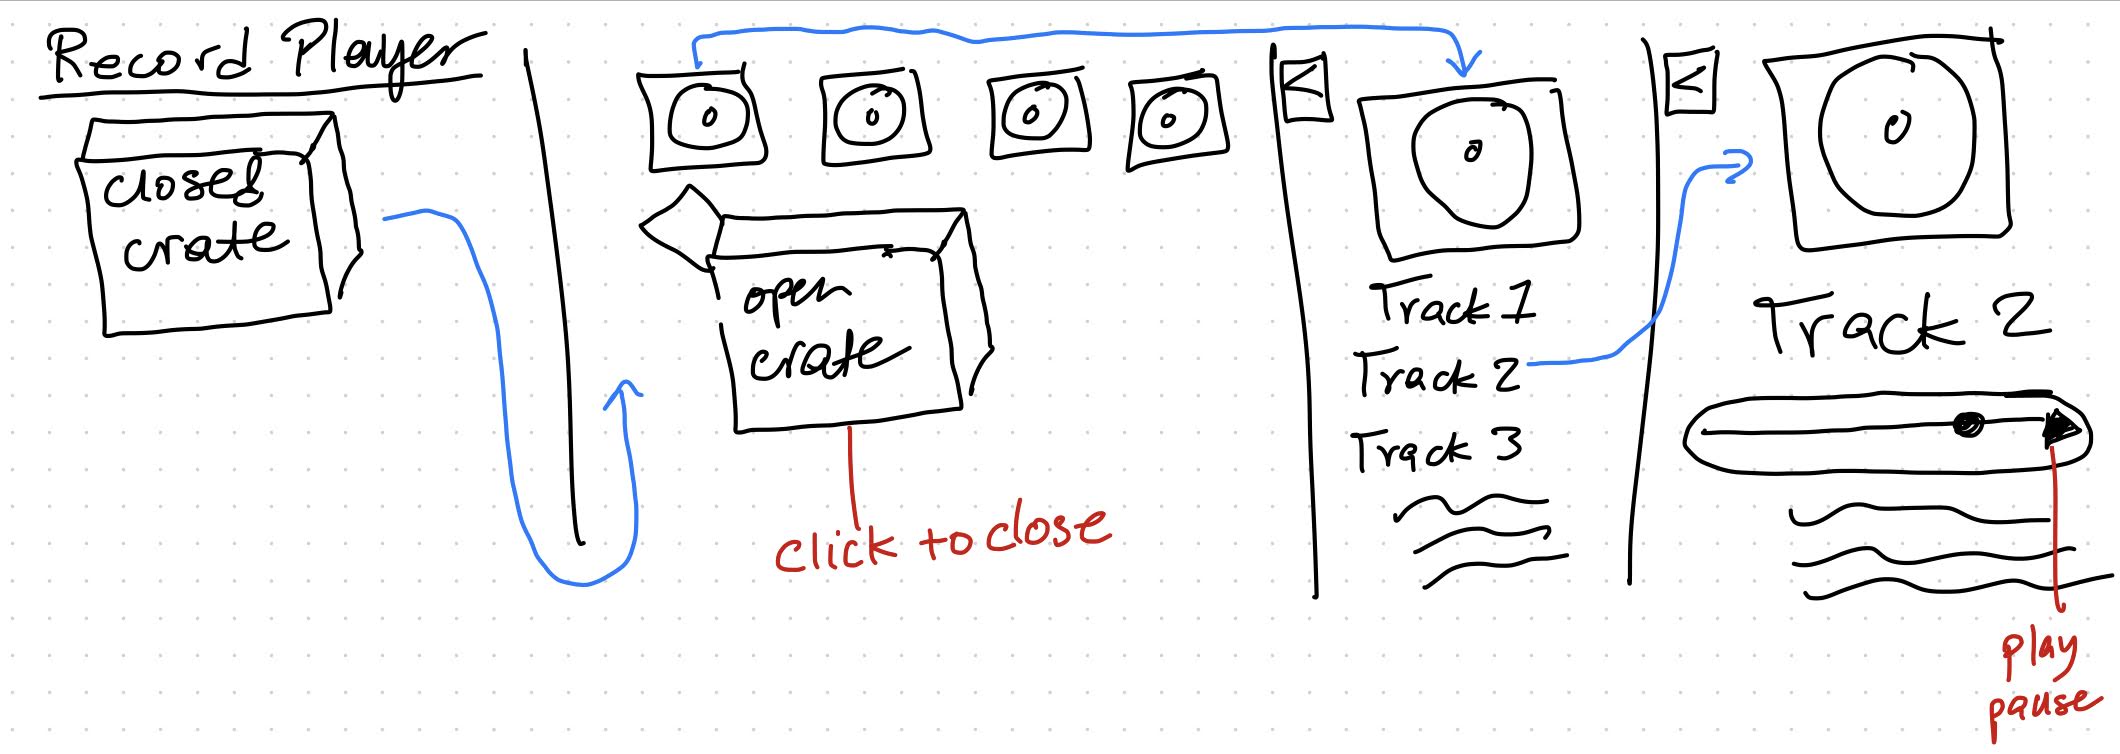 Record Player
closed
crate
open
crate
click to close
Track 1
Track 2
Track 3
Track 2
play
pause